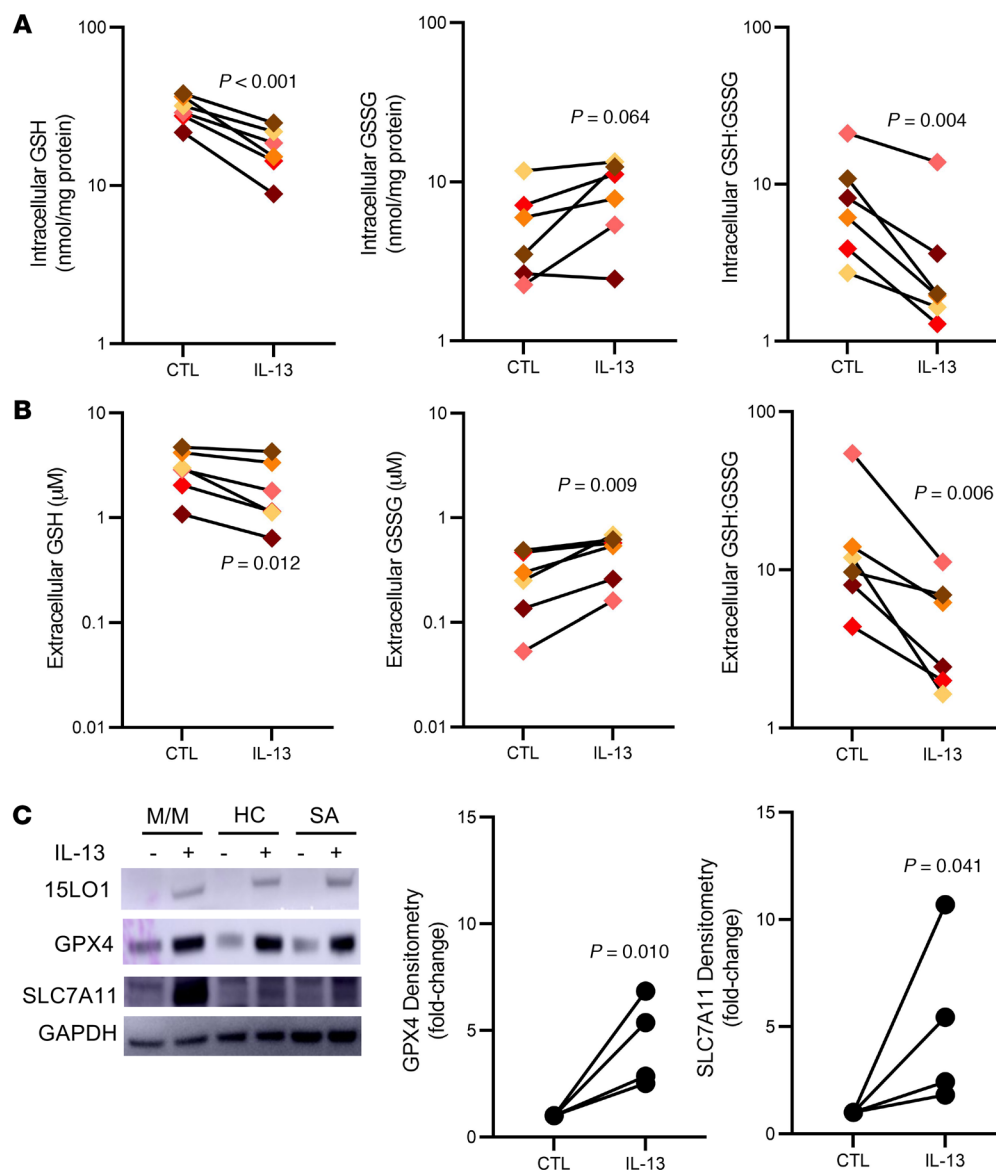 A
Intracellular GSH
(nmol/mg protein)
100
10
1
P < 0.001
CTL
IL-13
Intracellular GSSG
(nmol/mg protein)
100
10
1
P = 0.064
CTL
IL-13
Intracellular GSH:GSSG
100
10
1
P = 0.004
CTL
IL-13
B
Extracellular GSH (μM)
10
1
0.1
0.01
P = 0.012
CTL
IL-13
Extracellular GSSG (μM)
10
1
0.1
0.01
P = 0.009
CTL
IL-13
Extracellular GSH:GSSG
100
10
1
P = 0.006
CTL
IL-13
C
M/M HC SA
IL-13 - + - + - +
15LO1
GPX4
SLC7A11
GAPDH
GPX4 Densitometry
(fold-change)
15
10
5
0
P = 0.010
CTL
IL-13
SLC7A11 Densitometry
(fold-change)
15
10
5
0
P = 0.041
CTL
IL-13